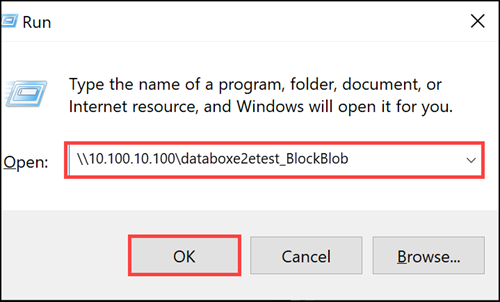 Run
Type the name of a program, folder, document, or
Internet resource, and Windows will open it for you.
Open: \\10.100.10.100\databoxe2etest_BlockBlob
OK Cancel Browse...